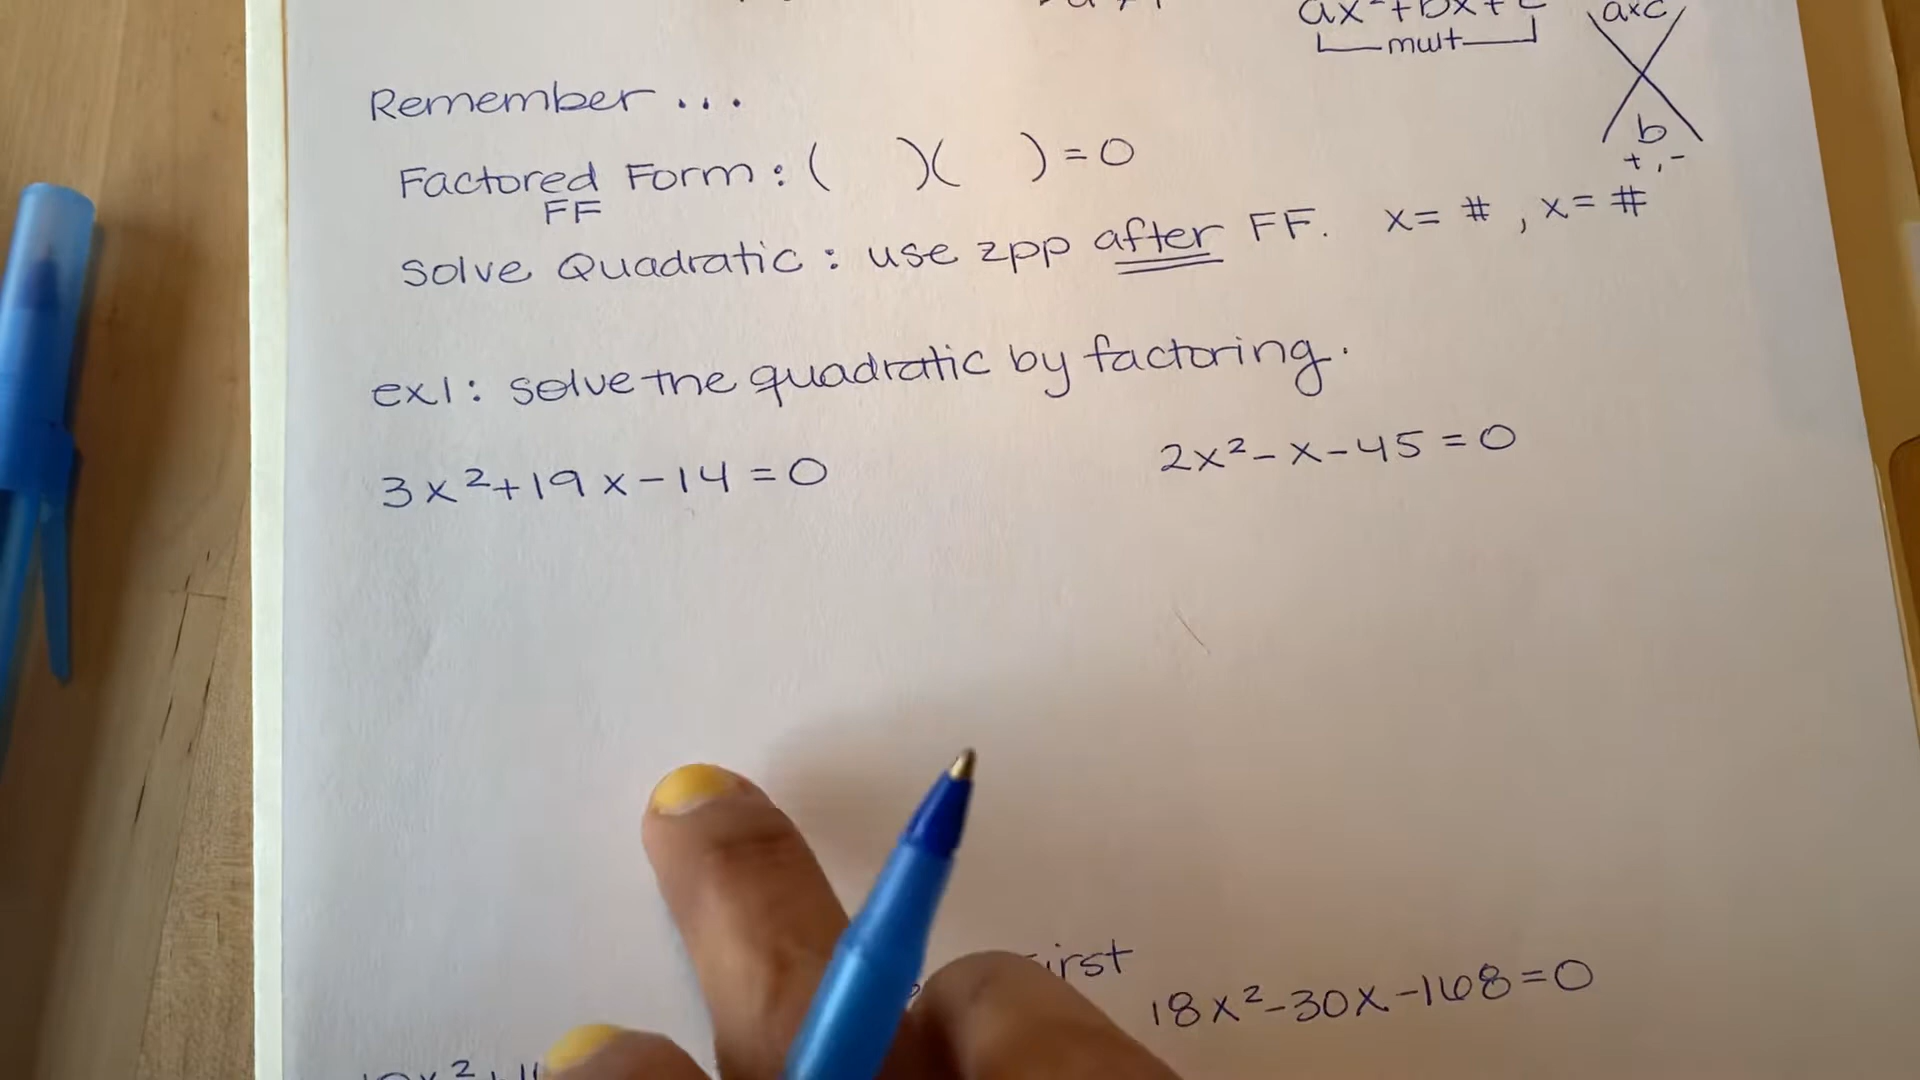 ax²+bx+c
mult
axc
b
+, -
Remember ...
Factored Form : (    )(    ) = 0
FF
Solve Quadratic : use zpp after FF. x= # , x= #
ex1: solve the quadratic by factoring.
3x²+19x-14=0
2x²-x-45=0
18x²-30x-168=0